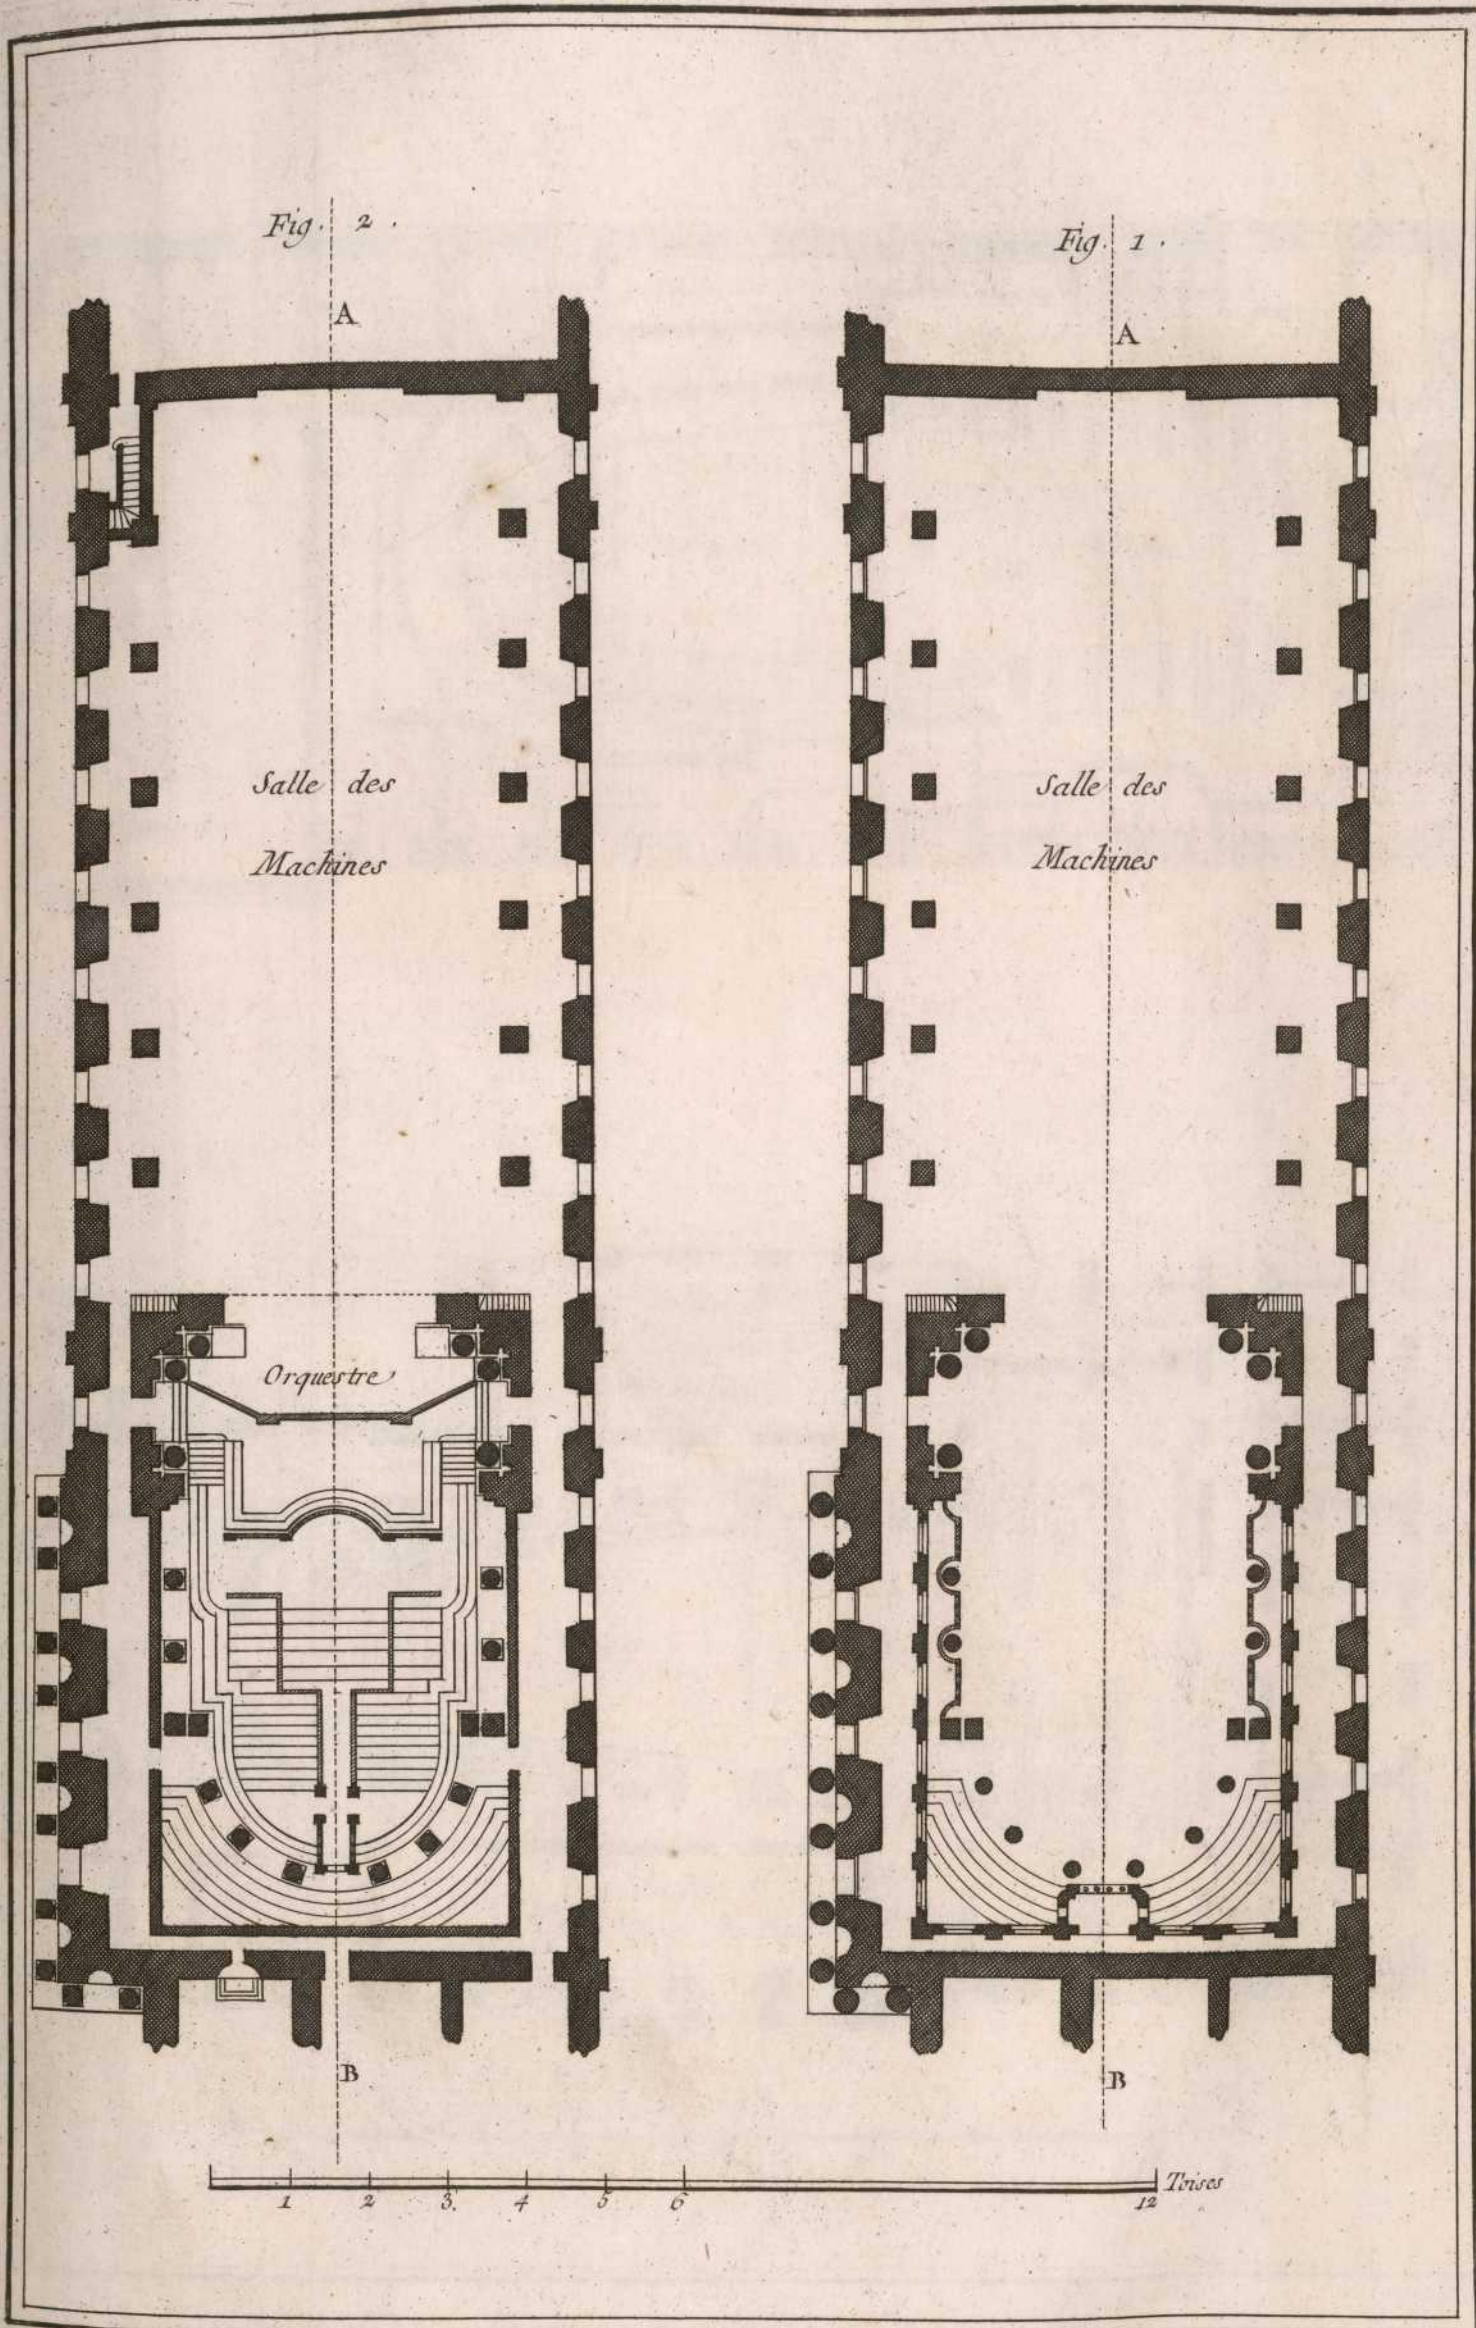 Fig. 2.
A
Salle des
Machines
Orquestre
B
Fig. 1.
A
Salle des
Machines
B
1 2 3. 4 5 6 12 Toises